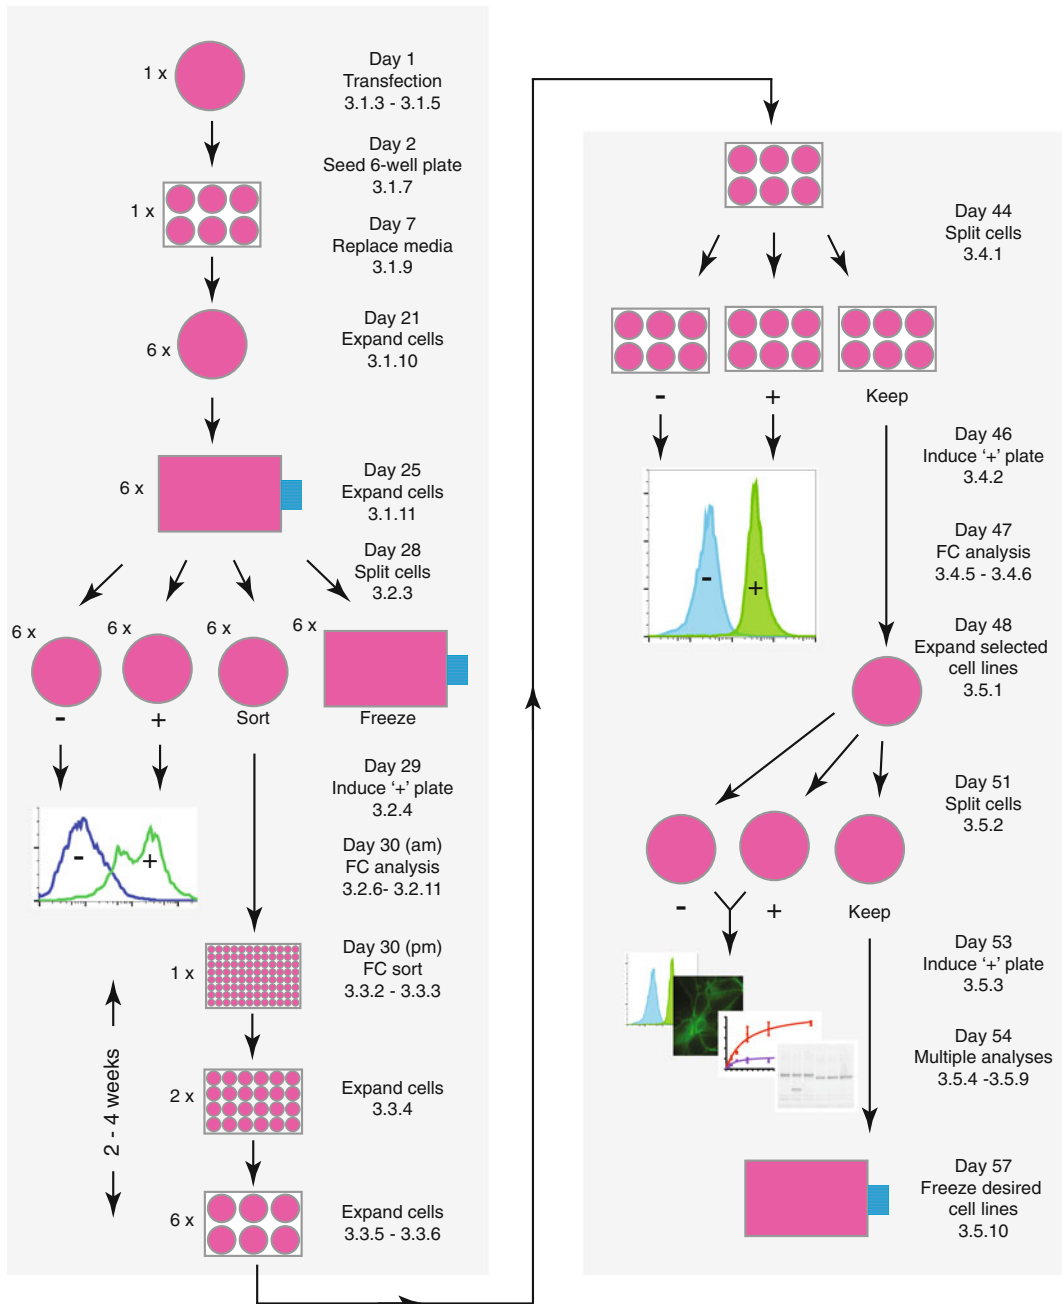 1 x
Day 1
Transfection
3.1.3 - 3.1.5
Day 2
Seed 6-well plate
3.1.7
1 x
Day 7
Replace media
3.1.9
6 x
Day 21
Expand cells
3.1.10
6 x
Day 25
Expand cells
3.1.11
Day 28
Split cells
3.2.3
6 x
6 x
6 x
6 x
-
+
Sort
Freeze
Day 29
Induce ‘+’ plate
3.2.4
-
+
Day 30 (am)
FC analysis
3.2.6- 3.2.11
1 x
Day 30 (pm)
FC sort
3.3.2 - 3.3.3
2 - 4 weeks
2 x
Expand cells
3.3.4
6 x
Expand cells
3.3.5 - 3.3.6
Day 44
Split cells
3.4.1
-
+
Keep
Day 46
Induce ‘+’ plate
3.4.2
-
+
Day 47
FC analysis
3.4.5 - 3.4.6
Day 48
Expand selected
cell lines
3.5.1
Day 51
Split cells
3.5.2
-
+
Keep
Day 53
Induce ‘+’ plate
3.5.3
Day 54
Multiple analyses
3.5.4 -3.5.9
Day 57
Freeze desired
cell lines
3.5.10